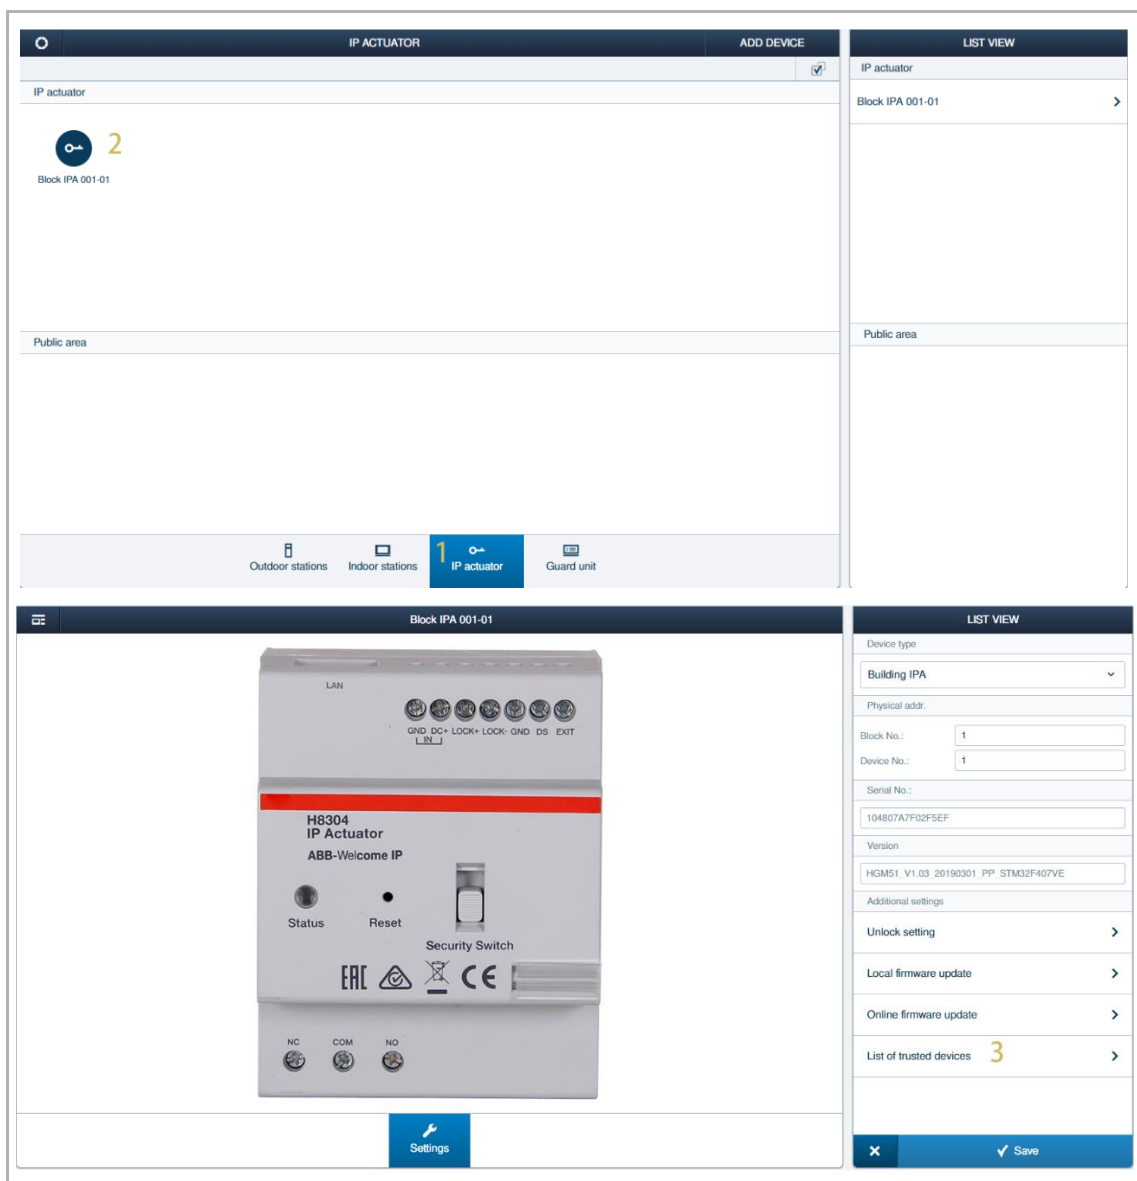 IP ACTUATOR
ADD DEVICE
LIST VIEW
IP actuator
IP actuator
Block IPA 001-01
2
Block IPA 001-01
Public area
Public area
Outdoor stations
Indoor stations
1
IP actuator
Guard unit
Block IPA 001-01
LIST VIEW
Device type
Building IPA
Physical addr.
Block No.: 1
Device No.: 1
Serial No.:
104807A7F02F5EF
Version
HGM51_V1.03_20190301_PP_STM32F407VE
Additional settings
Unlock setting
Local firmware update
Online firmware update
List of trusted devices 3
LAN
GND DC+ LOCK+ LOCK- GND DS EXIT
IN
H8304
IP Actuator
ABB-Welcome IP
Status
Reset
Security Switch
EAC
CE
NC COM NO
Settings
Save